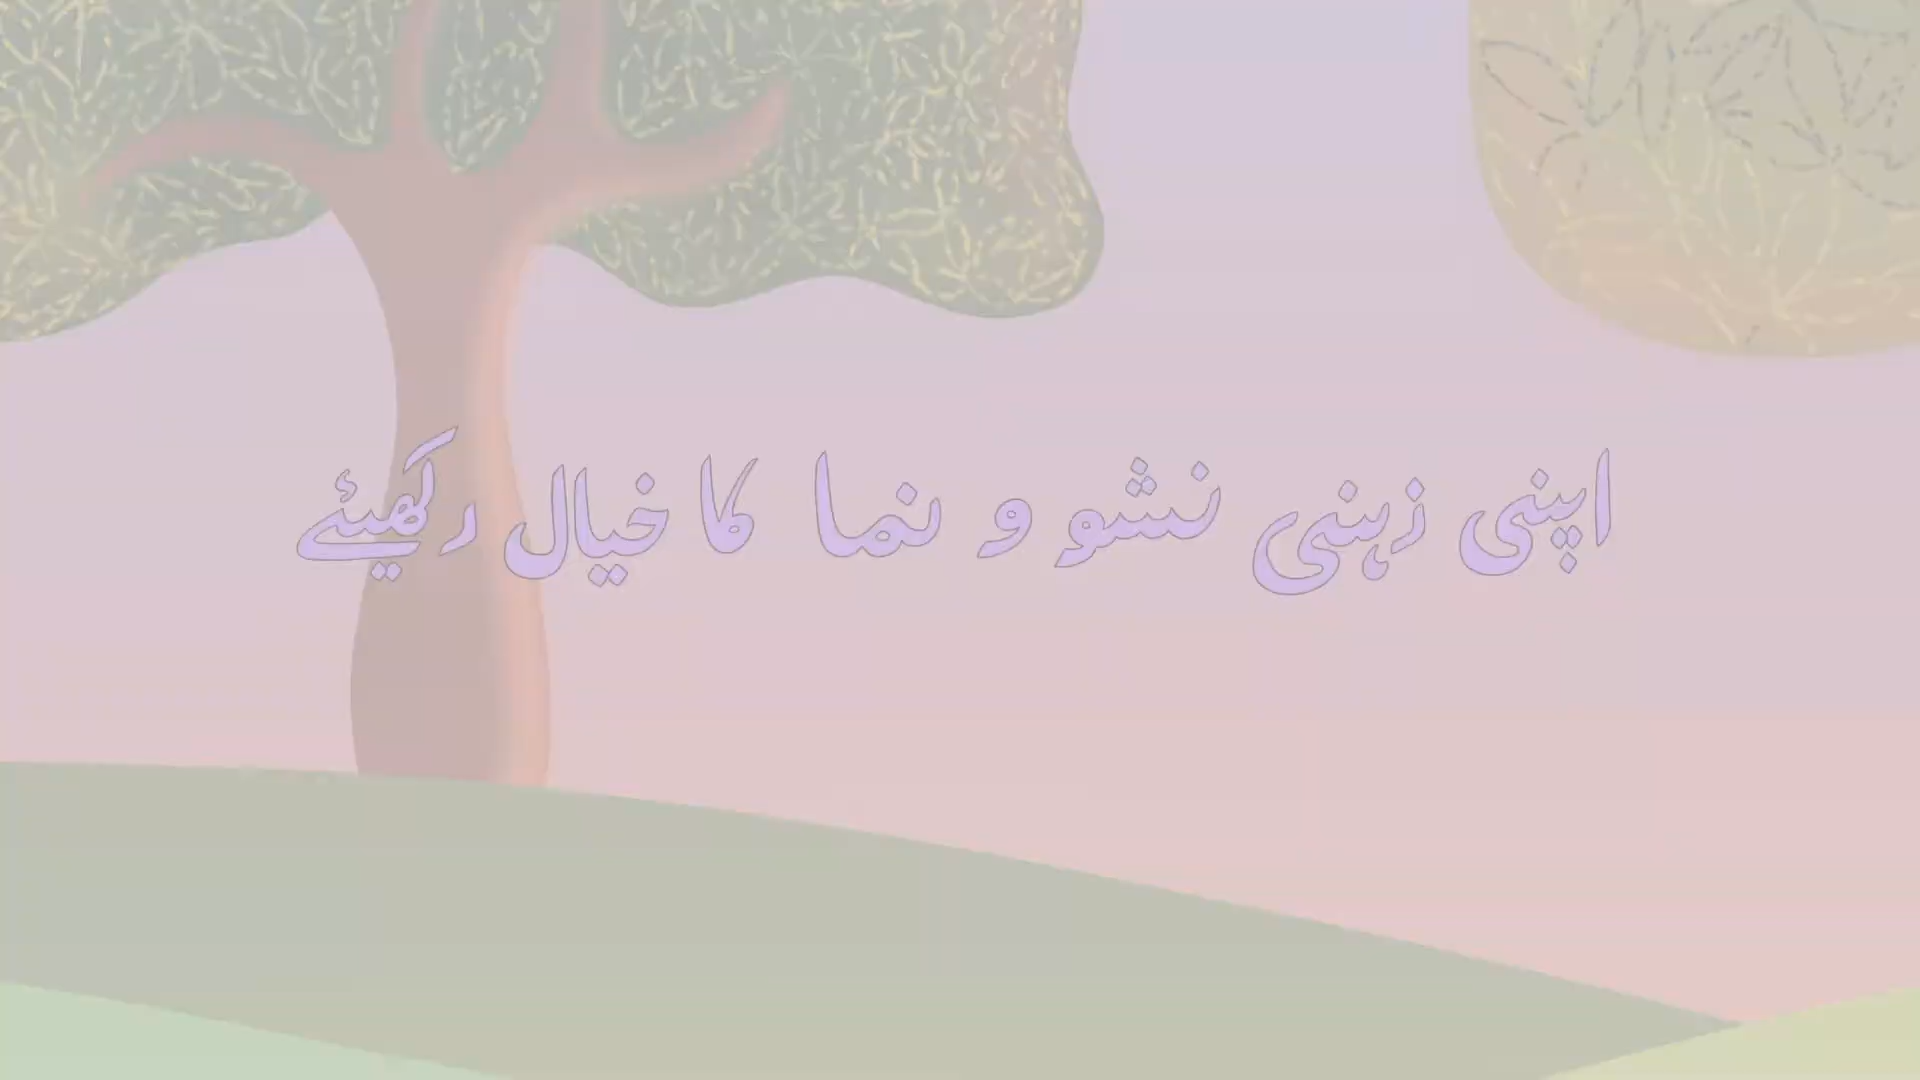 اپنی ذہنی نشو و نما کا خیال رکھیئے